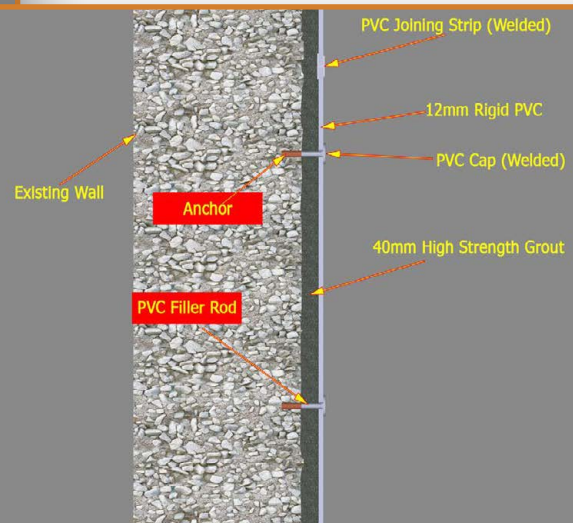 PVC Joining Strip (Welded)
12mm Rigid PVC
PVC Cap (Welded)
Existing Wall
Anchor
40mm High Strength Grout
PVC Filler Rod